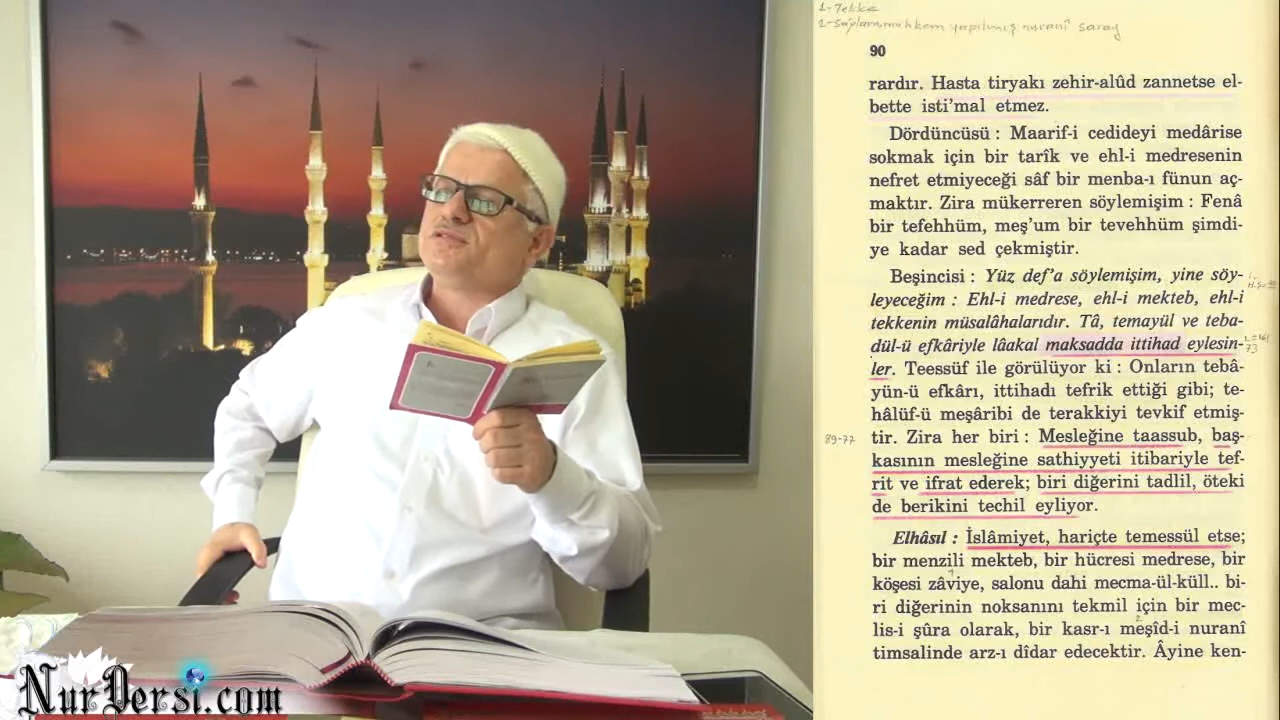 1-Tekke
2-Sağlam, muhkem yapılmış nuranî saray
90
rardır. Hasta tiryakı zehir-alûd zannetse el-
bette isti'mal etmez.
Dördüncüsü : Maarif-i cedideyi medârise
sokmak için bir tarîk ve ehl-i medresenin
nefret etmiyeceği sâf bir menba-ı fünun aç-
maktır. Zira mükerreren söylemişim : Fenâ
bir tefehhüm, meş'um bir tevehhüm şimdi-
ye kadar sed çekmiştir.
Beşincisi : Yüz def'a söylemişim, yine söy-
leyeceğim : Ehl-i medrese, ehl-i mekteb, ehl-i
tekkenin müsalâhalarıdır. Tâ, temayül ve teba-
dül-ü efkâriyle lâakal maksadda ittihad eylesin-
ler. Teessüf ile görülüyor ki : Onların tebâ-
yün-ü efkârı, ittihadı tefrik ettiği gibi; te-
hâlüf-ü meşâribi de terakkiyi tevkif etmiş-
89-77
tir. Zira her biri : Mesleğine taassub, baş-
kasının mesleğine sathiyyeti itibariyle tef-
rit ve ifrat ederek; biri diğerini tadlil, öteki
de berikini techil eyliyor.
Elhâsıl : İslâmiyet, hariçte temessül etse;
bir menzili mekteb, bir hücresi medrese, bir
köşesi zâviye, salonu dahi mecma-ül-küll.. bi-
ri diğerinin noksanını tekmil için bir mec-
lis-i şûra olarak, bir kasr-ı meşîd-i nuranî
timsalinde arz-ı dîdar edecektir. Âyine ken-
NurDersi.com